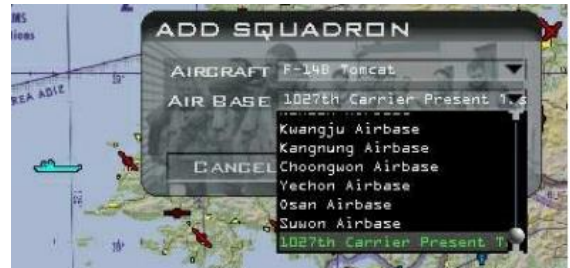 ADD SQUADRON
AIRCRAFT F-14B Tomcat
AIR BASE 1027th Carrier Present T.s
Kwangju Airbase
Kangnung Airbase
Choongwon Airbase
CANCEL
Yechon Airbase
Osan Airbase
Suwon Airbase
1027th Carrier Present T